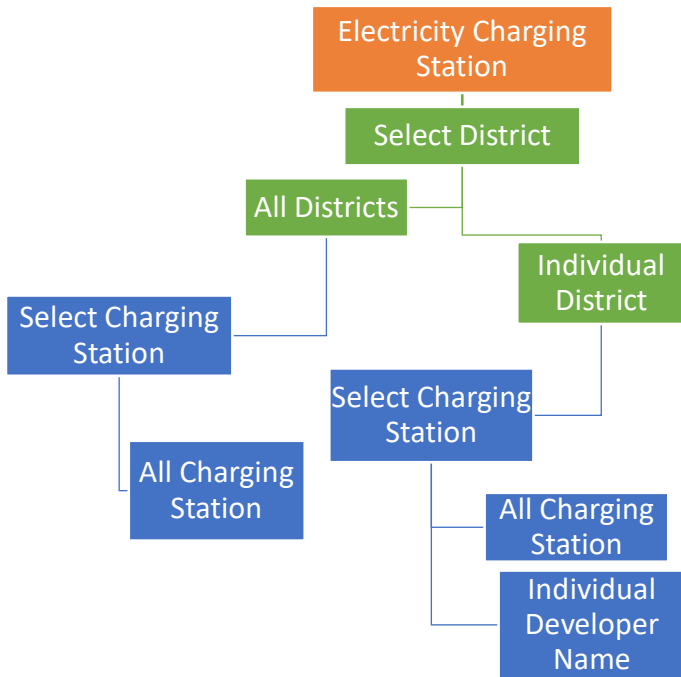 Electricity Charging
Station
Select District
All Districts
Individual
District
Select Charging
Station
Select Charging
Station
All Charging
Station
All Charging
Station
Individual
Developer
Name